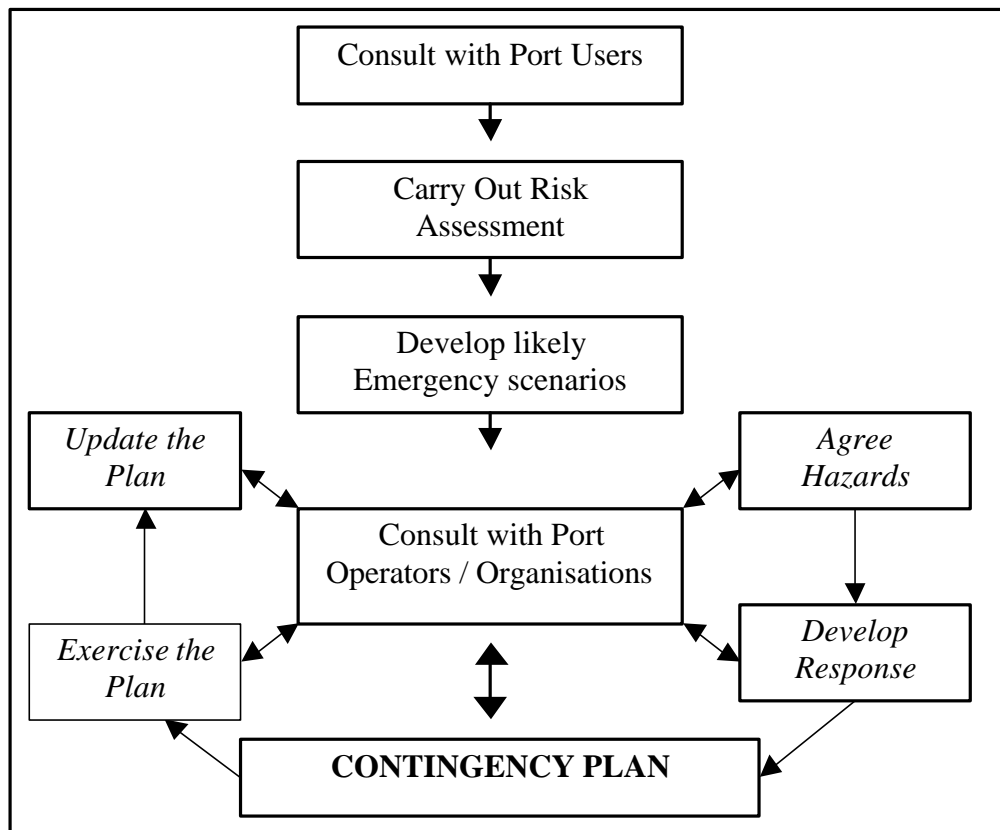 Consult with Port Users
Carry Out Risk
Assessment
Develop likely
Emergency scenarios
Update the
Plan
Agree
Hazards
Consult with Port
Operators / Organisations
Exercise the
Plan
Develop
Response
CONTINGENCY PLAN